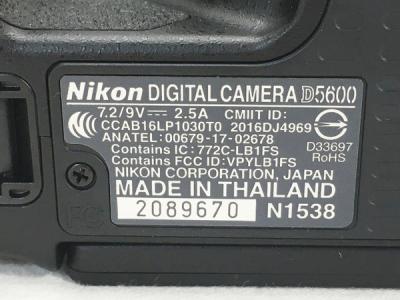 Nikon DIGITAL CAMERA D5600
7.2/9V⎓2.5A CMIIT ID:
CCAB16LP1030T0 2016DJ4969
ANATEL: 00679-17-02678
D33697
Contains IC: 772C-LB1FS
RoHS
Contains FCC ID: VPYLB1FS
NIKON CORPORATION, JAPAN
MADE IN THAILAND
2089670 N1538